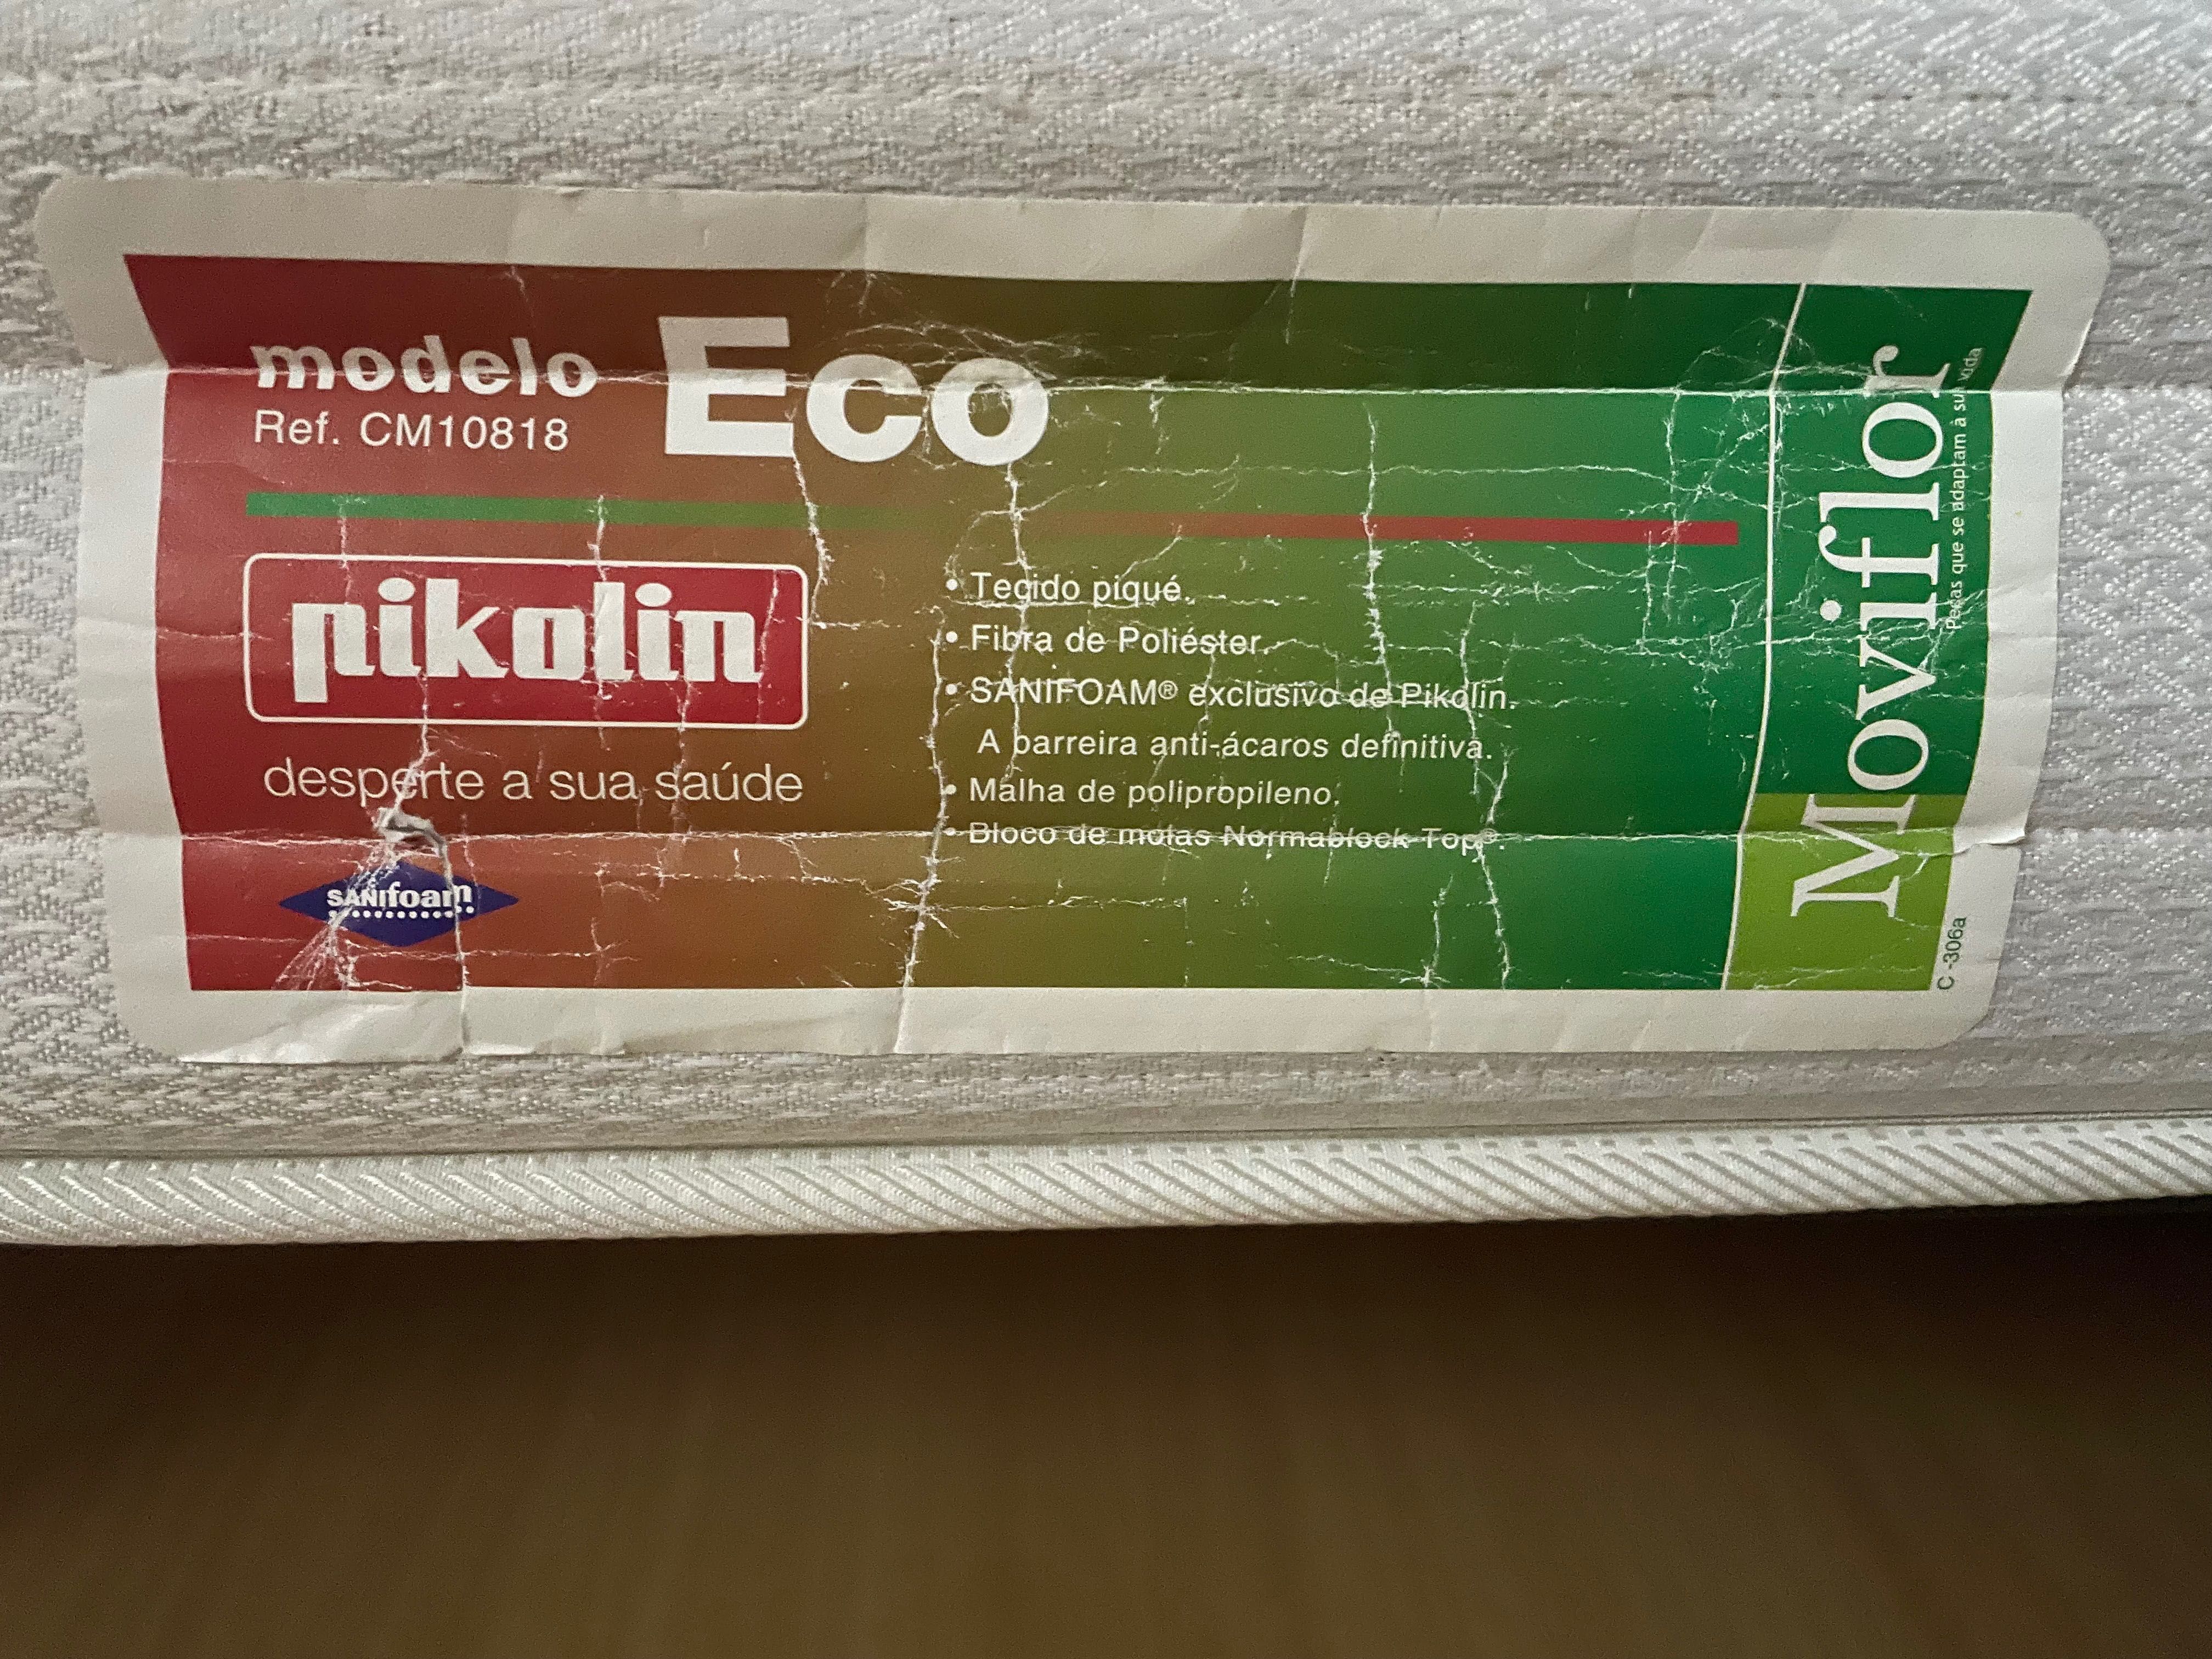 modelo Eco
Ref. CM10818
pikolin
desperte a sua saúde
SANIfoam
• Tecido piqué.
• Fibra de Poliéster.
• SANIFOAM® exclusivo de Pikolin.
A barreira anti-ácaros definitiva.
• Malha de polipropileno.
• Bloco de molas Normablock Top®.
Moviflor
Peças que se adaptam à sua vida
C -306a